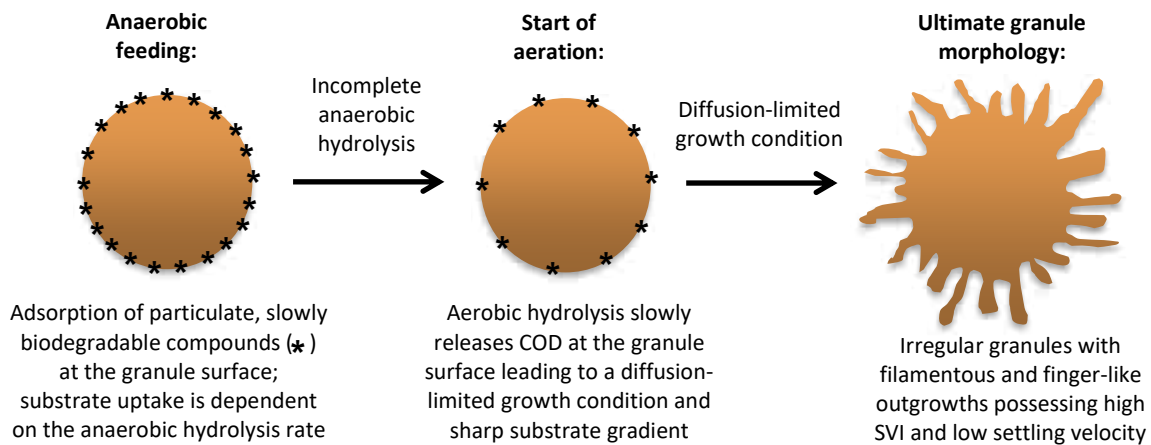 Anaerobic
feeding:
Incomplete
anaerobic
hydrolysis
Start of
aeration:
Diffusion-limited
growth condition
Ultimate granule
morphology:
Adsorption of particulate, slowly
biodegradable compounds (*)
at the granule surface;
substrate uptake is dependent
on the anaerobic hydrolysis rate
Aerobic hydrolysis slowly
releases COD at the granule
surface leading to a diffusion-
limited growth condition and
sharp substrate gradient
Irregular granules with
filamentous and finger-like
outgrowths possessing high
SVI and low settling velocity